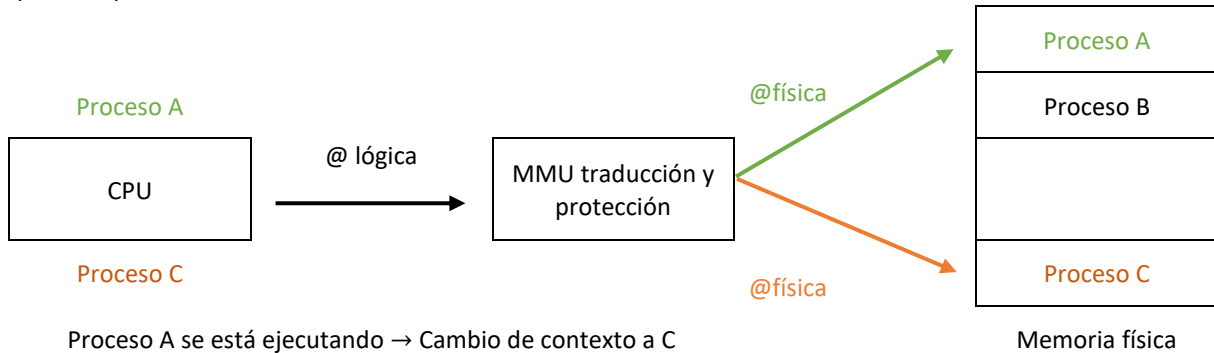 Proceso A
Proceso A
@física
Proceso B
@ lógica
CPU
MMU traducción y
protección
Proceso C
Proceso C
@física
Proceso A se está ejecutando → Cambio de contexto a C
Memoria física